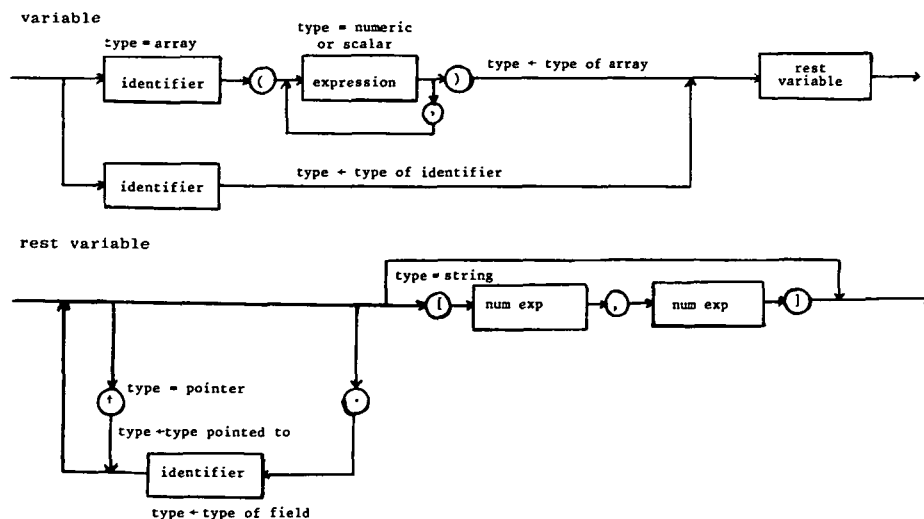 variable
type = numeric
or scalar
type = array
type ← type of array
identifier
(
expression
)
,
rest
variable
identifier
type ← type of identifier
rest variable
type = string
[
num exp
,
num exp
]
↑
type = pointer
.
type ← type pointed to
identifier
type ← type of field